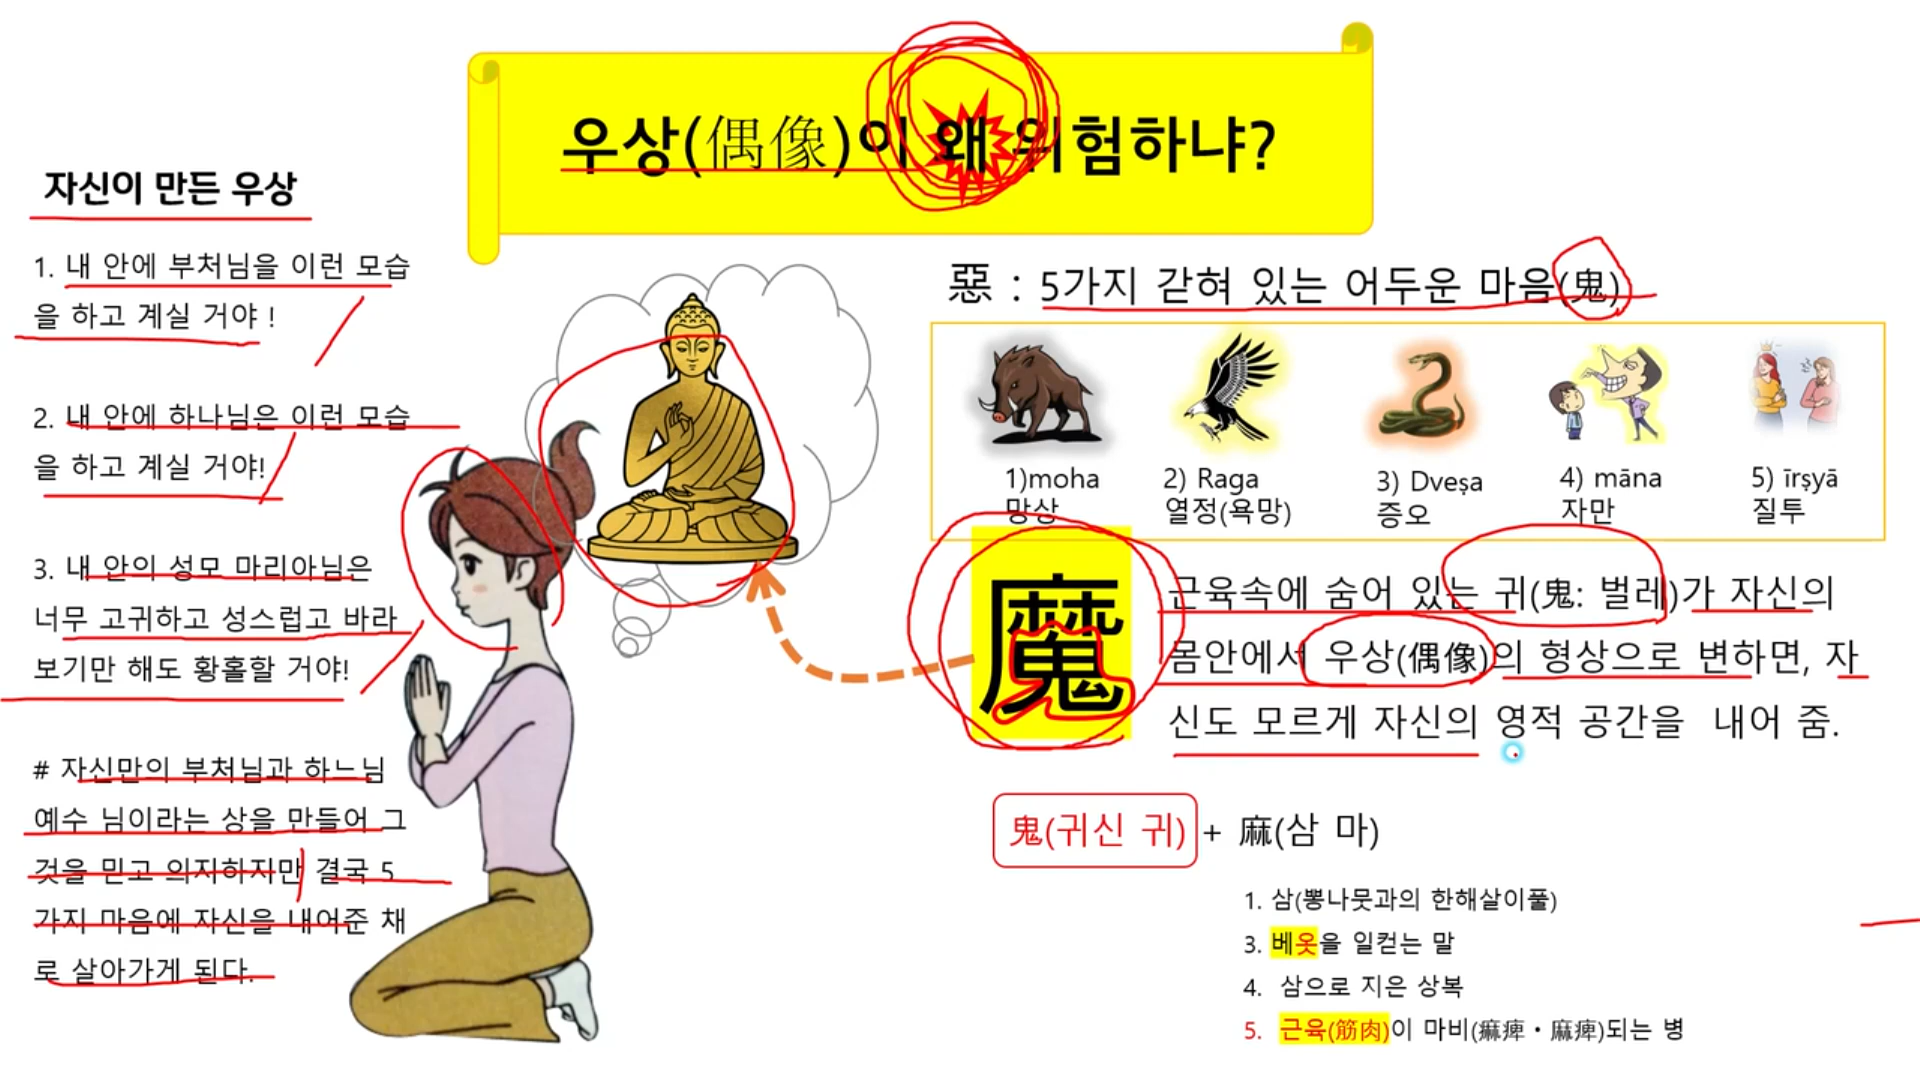 우상(偶像)이 왜 위험하냐?
자신이 만든 우상
1. 내 안에 부처님을 이런 모습
을 하고 계실 거야 !
2. 내 안에 하나님은 이런 모습
을 하고 계실 거야!
3. 내 안의 성모 마리아님은
너무 고귀하고 성스럽고 바라
보기만 해도 황홀할 거야!
# 자신만의 부처님과 하느님
예수 님이라는 상을 만들어 그
것을 믿고 의지하지만 결국 5
가지 마음에 자신을 내어준 채
로 살아가게 된다.
惡 : 5가지 갇혀 있는 어두운 마음(鬼)
1)moha
망상
2) Raga
열정(욕망)
3) Dveṣa
증오
4) māna
자만
5) īrṣyā
질투
魔
근육속에 숨어 있는 귀(鬼: 벌레)가 자신의
몸안에서 우상(偶像)의 형상으로 변하면, 자
신도 모르게 자신의 영적 공간을 내어 줌.
鬼(귀신 귀) + 麻(삼 마)
1. 삼(뽕나뭇과의 한해살이풀)
3. 베옷을 일컫는 말
4. 삼으로 지은 상복
5. 근육(筋肉)이 마비(痲痺・麻痺)되는 병